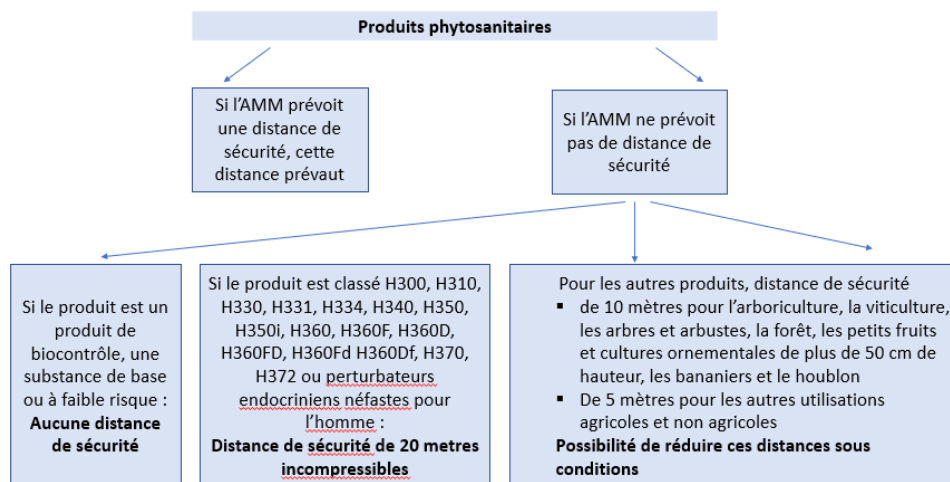 Produits phytosanitaires
Si l'AMM prévoit
une distance de
sécurité, cette
distance prévaut
Si l'AMM ne prévoit
pas de distance de
sécurité
Si le produit est un
produit de
biocontrôle, une
substance de base
ou à faible risque :
Aucune distance
de sécurité
Si le produit est classé H300, H310,
H330, H331, H334, H340, H350,
H350i, H360, H360F, H360D,
H360FD, H360Fd H360Df, H370,
H372 ou perturbateurs
endocriniens néfastes pour
l'homme :
Distance de sécurité de 20 metres
incompressibles
Pour les autres produits, distance de sécurité
▪ de 10 mètres pour l'arboriculture, la viticulture,
les arbres et arbustes, la forêt, les petits fruits
et cultures ornementales de plus de 50 cm de
hauteur, les bananiers et le houblon
▪ De 5 mètres pour les autres utilisations
agricoles et non agricoles
Possibilité de réduire ces distances sous
conditions